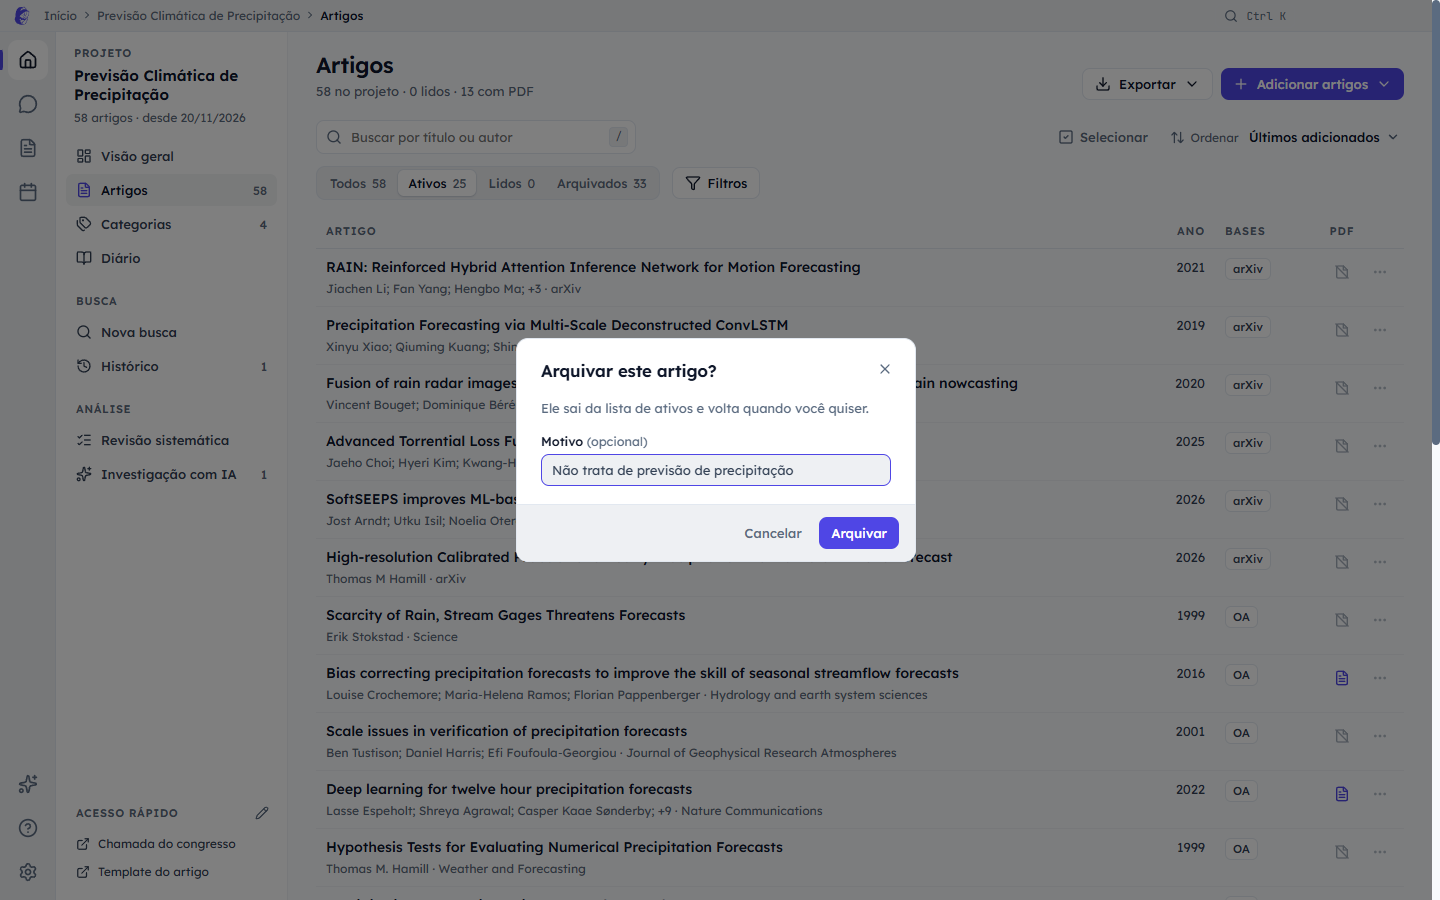 Início > Previsão Climática de Precipitação > Artigos
Ctrl K
PROJETO
Previsão Climática de
Precipitação
58 artigos · desde 20/11/2026
Visão geral
Artigos 58
Categorias 4
Diário
BUSCA
Nova busca
Histórico 1
ANÁLISE
Revisão sistemática
Investigação com IA 1
ACESSO RÁPIDO
Chamada do congresso
Template do artigo
Artigos
58 no projeto · 0 lidos · 13 com PDF
Exportar
Adicionar artigos
Buscar por título ou autor /
Selecionar
Ordenar Últimos adicionados
Todos 58 Ativos 25 Lidos 0 Arquivados 33
Filtros
ARTIGO ANO BASES PDF
RAIN: Reinforced Hybrid Attention Inference Network for Motion Forecasting 2021 arXiv
Jiachen Li; Fan Yang; Hengbo Ma; +3 · arXiv
Precipitation Forecasting via Multi-Scale Deconstructed ConvLSTM 2019 arXiv
Xinyu Xiao; Qiuming Kuang;
Fusion of rain radar images nowcasting 2020 arXiv
Vincent Bouget; Dominique
Advanced Torrential Loss 2025 arXiv
Jaeho Choi; Hyeri Kim;
SoftSEEPS improves 2026 arXiv
Jost Arndt; Utku Isil; Noelia
High-resolution Calibrated 2026 arXiv
Thomas M Hamill · arXiv
Scarcity of Rain, Stream Gages Threatens Forecasts 1999 OA
Erik Stokstad · Science
Bias correcting precipitation forecasts to improve the skill of seasonal streamflow forecasts 2016 OA
Louise Crochemore; Maria-Helena Ramos; Florian Pappenberger · Hydrology and earth system sciences
Scale issues in verification of precipitation forecasts 2001 OA
Ben Tustison; Daniel Harris; Efi Foufoula-Georgiou · Journal of Geophysical Research Atmospheres
Deep learning for twelve hour precipitation forecasts 2022 OA
Lasse Espeholt; Shreya Agrawal; Casper Kaae Sønderby; +9 · Nature Communications
Hypothesis Tests for Evaluating Numerical Precipitation Forecasts 1999 OA
Thomas M. Hamill · Weather and Forecasting
Arquivar este artigo?
Ele sai da lista de ativos e volta quando você quiser.
Motivo (opcional)
Não trata de previsão de precipitação
Cancelar
Arquivar